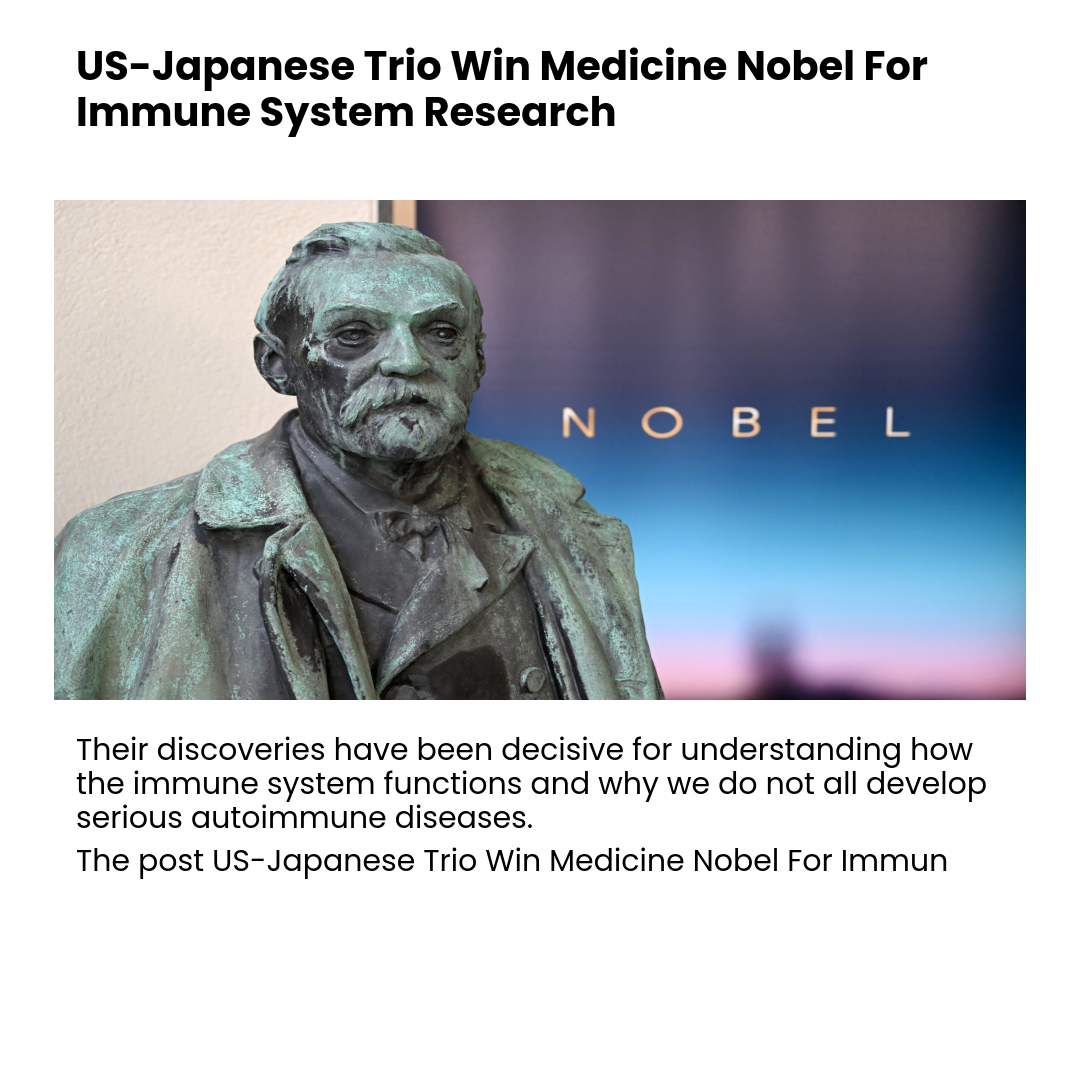 US-Japanese Trio Win Medicine Nobel For
Immune System Research
NOBEL
Their discoveries have been decisive for understanding how
the immune system functions and why we do not all develop
serious autoimmune diseases.
The post US-Japanese Trio Win Medicine Nobel For Immun